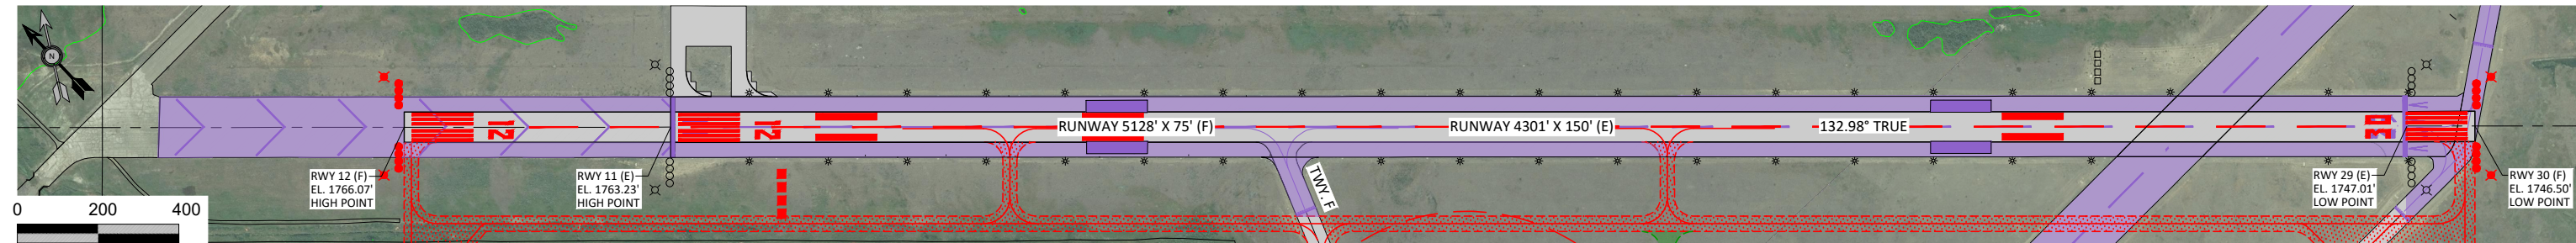 N
12
12
RUNWAY 5128' X 75' (F)
RUNWAY 4301' X 150' (E)
132.98° TRUE
30
RWY 12 (F)
EL. 1766.07'
HIGH POINT
RWY 11 (E)
EL. 1763.23'
HIGH POINT
TWY. F
RWY 29 (E)
EL. 1747.01'
LOW POINT
RWY 30 (F)
EL. 1746.50'
LOW POINT
0 200 400